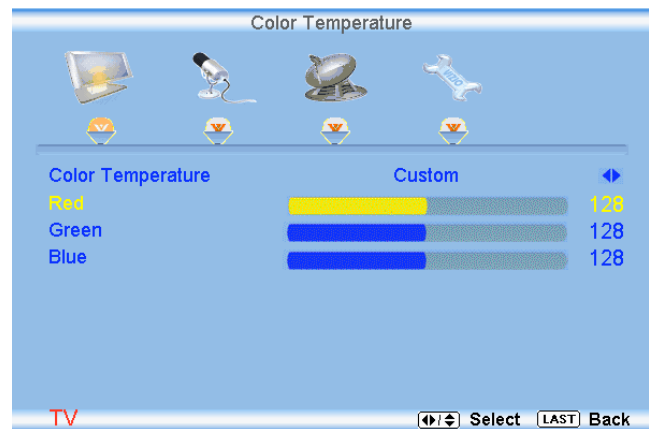 Color Temperature
Color Temperature Custom
Red 128
Green 128
Blue 128
TV
Select LAST Back